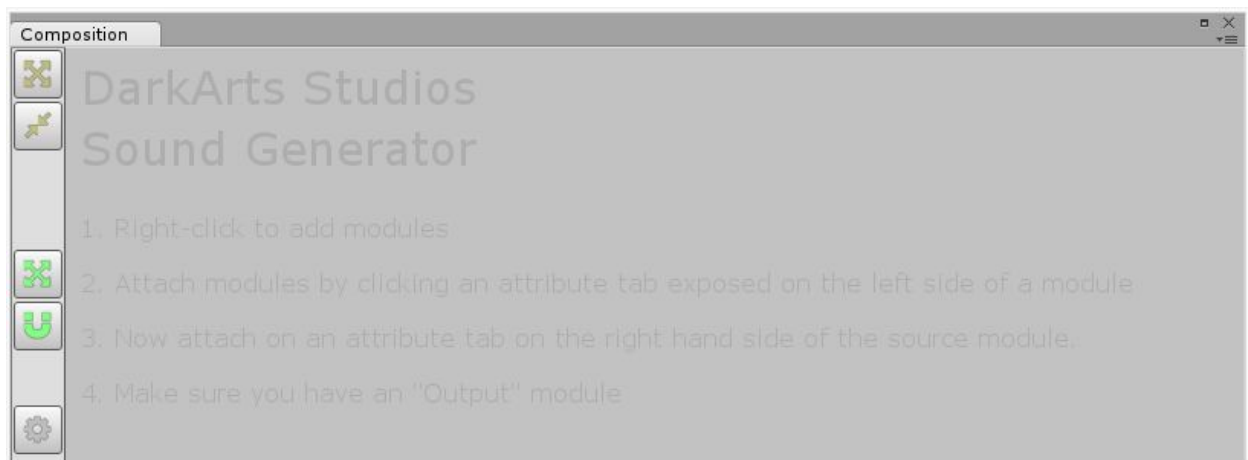 Composition
DarkArts Studios
Sound Generator
1. Right-click to add modules
2. Attach modules by clicking an attribute tab exposed on the left side of a module
3. Now attach on an attribute tab on the right hand side of the source module.
4. Make sure you have an "Output" module